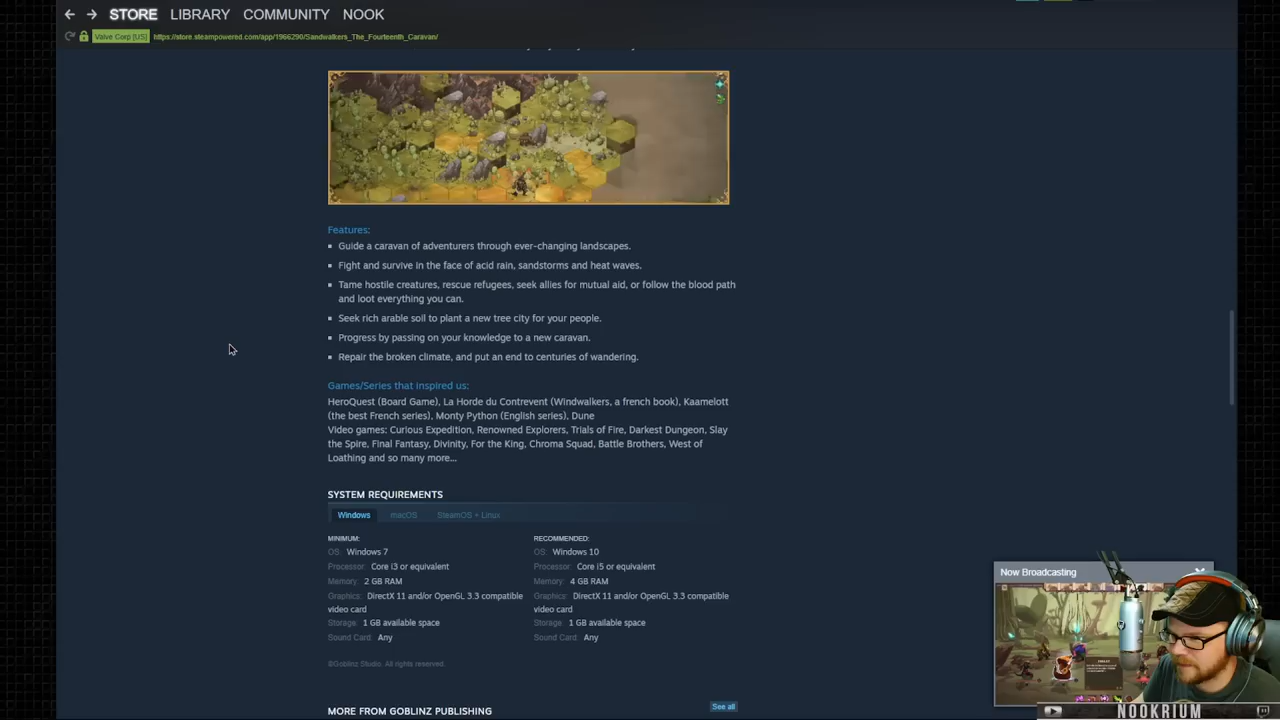 STORE LIBRARY COMMUNITY NOOK
Valve Corp [US] https://store.steampowered.com/app/1966290/Sandwalkers_The_Fourteenth_Caravan/
Features:
Guide a caravan of adventurers through ever-changing landscapes.
Fight and survive in the face of acid rain, sandstorms and heat waves.
Tame hostile creatures, rescue refugees, seek allies for mutual aid, or follow the blood path
and loot everything you can.
Seek rich arable soil to plant a new tree city for your people.
Progress by passing on your knowledge to a new caravan.
Repair the broken climate, and put an end to centuries of wandering.
Games/Series that inspired us:
HeroQuest (Board Game), La Horde du Contrevent (Windwalkers, a french book), Kaamelott
(the best French series), Monty Python (English series), Dune
Video games: Curious Expedition, Renowned Explorers, Trials of Fire, Darkest Dungeon, Slay
the Spire, Final Fantasy, Divinity, For the King, Chroma Squad, Battle Brothers, West of
Loathing and so many more...
SYSTEM REQUIREMENTS
Windows macOS SteamOS + Linux
MINIMUM: RECOMMENDED:
OS: Windows 7 OS: Windows 10
Processor: Core i3 or equivalent Processor: Core i5 or equivalent
Memory: 2 GB RAM Memory: 4 GB RAM
Graphics: DirectX 11 and/or OpenGL 3.3 compatible Graphics: DirectX 11 and/or OpenGL 3.3 compatible
video card video card
Storage: 1 GB available space Storage: 1 GB available space
Sound Card: Any Sound Card: Any
©Goblinz Studio. All rights reserved.
MORE FROM GOBLINZ PUBLISHING See all
Now Broadcasting
NOOKRIUM